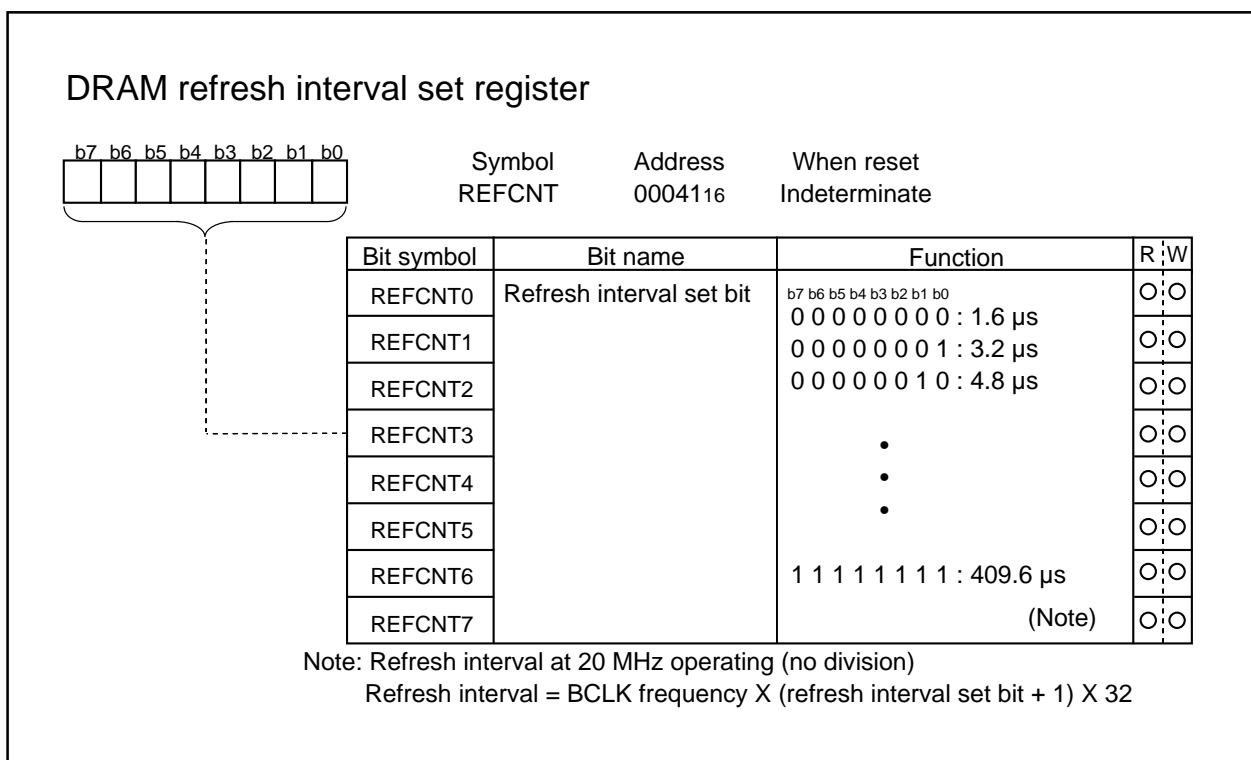 DRAM refresh interval set register
b7 b6 b5 b4 b3 b2 b1 b0
Symbol Address When reset
REFCNT 0004116 Indeterminate
Bit symbol Bit name Function R W
REFCNT0 Refresh interval set bit b7 b6 b5 b4 b3 b2 b1 b0
0 0 0 0 0 0 0 0 : 1.6 µs
REFCNT1
0 0 0 0 0 0 0 1 : 3.2 µs
REFCNT2 0 0 0 0 0 0 1 0 : 4.8 µs
REFCNT3
REFCNT4
REFCNT5
REFCNT6 1 1 1 1 1 1 1 1 : 409.6 µs
REFCNT7 (Note)
Note: Refresh interval at 20 MHz operating (no division)
Refresh interval = BCLK frequency X (refresh interval set bit + 1) X 32